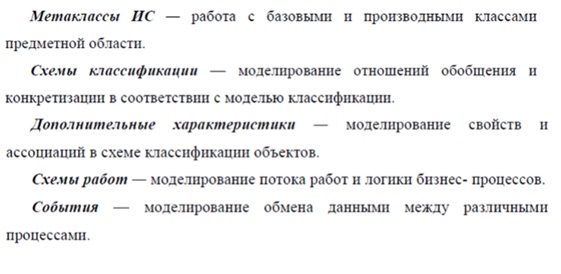 Метаклассы ИС — работа с базовыми и производными классами
предметной области.
Схемы классификации — моделирование отношений обобщения и
конкретизации в соответствии с моделью классификации.
Дополнительные характеристики — моделирование свойств и
ассоциаций в схеме классификации объектов.
Схемы работ — моделирование потока работ и логики бизнес- процессов.
События — моделирование обмена данными между различными
процессами.